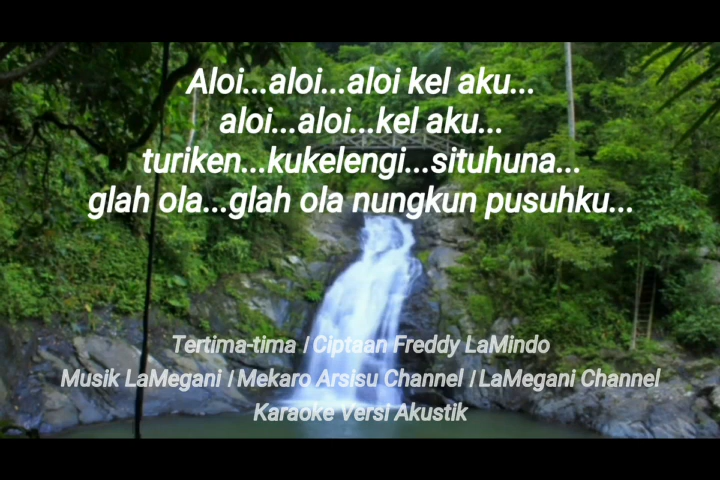 Aloi...aloi...aloi kel aku...
aloi...aloi...kel aku...
turiken...kukelengi...situhuna...
glah ola...glah ola nungkun pusuhku...
Tertima-tima / Ciptaan Freddy LaMindo
Musik LaMegani / Mekaro Arsisu Channel / LaMegani Channel
Karaoke Versi Akustik